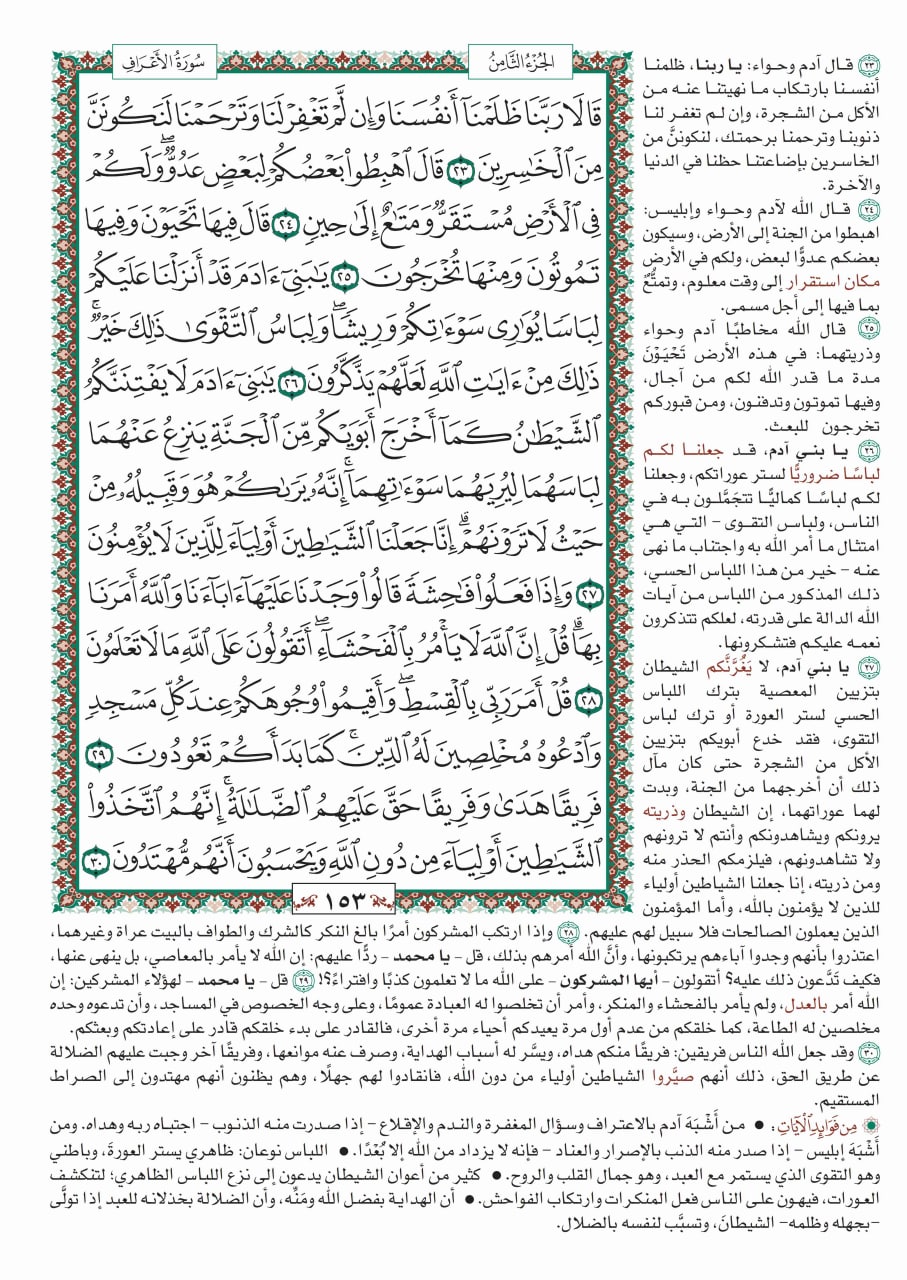 سُورَةُ الأَعْرَافِ
الجُزْءُ الثَّامِنُ
قَالَا رَبَّنَا ظَلَمْنَآ أَنفُسَنَا وَإِن لَّمْ تَغْفِرْ لَنَا وَتَرْحَمْنَا لَنَكُونَنَّ
مِنَ ٱلْخَٰسِرِينَ ٢٣ قَالَ ٱهْبِطُوا۟ بَعْضُكُمْ لِبَعْضٍ عَدُوٌّ ۖ وَلَكُمْ
فِى ٱلْأَرْضِ مُسْتَقَرٌّ وَمَتَٰعٌ إِلَىٰ حِينٍ ٢٤ قَالَ فِيهَا تَحْيَوْنَ وَفِيهَا
تَمُوتُونَ وَمِنْهَا تُخْرَجُونَ ٢٥ يَٰبَنِىٓ ءَادَمَ قَدْ أَنزَلْنَا عَلَيْكُمْ
لِبَاسًا يُوَٰرِى سَوْءَٰتِكُمْ وَرِيشًا ۖ وَلِبَاسُ ٱلتَّقْوَىٰ ذَٰلِكَ خَيْرٌ ۚ
ذَٰلِكَ مِنْ ءَايَٰتِ ٱللَّهِ لَعَلَّهُمْ يَذَّكَّرُونَ ٢٦ يَٰبَنِىٓ ءَادَمَ لَا يَفْتِنَنَّكُمُ
ٱلشَّيْطَٰنُ كَمَآ أَخْرَجَ أَبَوَيْكُم مِّنَ ٱلْجَنَّةِ يَنزِعُ عَنْهُمَا
لِبَاسَهُمَا لِيُرِيَهُمَا سَوْءَٰتِهِمَآ ۗ إِنَّهُۥ يَرَىٰكُمْ هُوَ وَقَبِيلُهُۥ مِنْ
حَيْثُ لَا تَرَوْنَهُمْ ۗ إِنَّا جَعَلْنَا ٱلشَّيَٰطِينَ أَوْلِيَآءَ لِلَّذِينَ لَا يُؤْمِنُونَ
٢٧ وَإِذَا فَعَلُوا۟ فَٰحِشَةً قَالُوا۟ وَجَدْنَا عَلَيْهَآ ءَابَآءَنَا وَٱللَّهُ أَمَرَنَا
بِهَا ۗ قُلْ إِنَّ ٱللَّهَ لَا يَأْمُرُ بِٱلْفَحْشَآءِ ۖ أَتَقُولُونَ عَلَى ٱللَّهِ مَا لَا تَعْلَمُونَ
٢٨ قُلْ أَمَرَ رَبِّى بِٱلْقِسْطِ ۖ وَأَقِيمُوا۟ وُجُوهَكُمْ عِندَ كُلِّ مَسْجِدٍ
وَٱدْعُوهُ مُخْلِصِينَ لَهُ ٱلدِّينَ ۚ كَمَا بَدَأَكُمْ تَعُودُونَ ٢٩
فَرِيقًا هَدَىٰ وَفَرِيقًا حَقَّ عَلَيْهِمُ ٱلضَّلَٰلَةُ ۗ إِنَّهُمُ ٱتَّخَذُوا۟
ٱلشَّيَٰطِينَ أَوْلِيَآءَ مِن دُونِ ٱللَّهِ وَيَحْسَبُونَ أَنَّهُم مُّهْتَدُونَ ٣٠
١٥٣
٢٣ قال آدم وحواء: يا ربنا، ظلمنا
أنفسنا بارتكاب ما نهيتنا عنه من
الأكل من الشجرة، وإن لم تغفر لنا
ذنوبنا وترحمنا برحمتك، لنكوننَّ من
الخاسرين بإضاعتنا حظنا في الدنيا
والآخرة.
٢٤ قال الله لآدم وحواء وإبليس:
اهبطوا من الجنة إلى الأرض، وسيكون
بعضكم عدوًّا لبعض، ولكم في الأرض
مكان استقرار إلى وقت معلوم، وتمتُّعٌ
بما فيها إلى أجل مسمى.
٢٥ قال الله مخاطبًا آدم وحواء
وذريتهما: في هذه الأرض تَحْيَوْنَ
مدة ما قدر الله لكم من آجال،
وفيها تموتون وتدفنون، ومن قبوركم
تخرجون للبعث.
٢٦ يا بني آدم، قد جعلنا لكم
لباسًا ضروريًّا لستر عوراتكم، وجعلنا
لكم لباسًا كماليًّا تتجَمَّلون به في
الناس، ولباس التقوى – التي هي
امتثال ما أمر الله به واجتناب ما نهى
عنه – خير من هذا اللباس الحسي،
ذلك المذكور من اللباس من آيات
الله الدالة على قدرته، لعلكم تتذكرون
نعمه عليكم فتشكرونها.
٢٧ يا بني آدم، لا يَغُرَّنَّكم الشيطان
بتزيين المعصية بترك اللباس
الحسي لستر العورة أو ترك لباس
التقوى، فقد خدع أبويكم بتزيين
الأكل من الشجرة حتى كان مآل
ذلك أن أخرجهما من الجنة، وبدت
لهما عوراتهما، إن الشيطان وذريته
يرونكم ويشاهدونكم وأنتم لا ترونهم
ولا تشاهدونهم، فيلزمكم الحذر منه
ومن ذريته، إنا جعلنا الشياطين أولياء
للذين لا يؤمنون بالله، وأما المؤمنون
الذين يعملون الصالحات فلا سبيل لهم عليهم. ٢٨ وإذا ارتكب المشركون أمرًا بالغ النكر كالشرك والطواف بالبيت عراة وغيرهما،
اعتذروا بأنهم وجدوا آباءهم يرتكبونها، وأنَّ الله أمرهم بذلك، قل – يا محمد – ردًّا عليهم: إن الله لا يأمر بالمعاصي، بل ينهى عنها،
فكيف تَدَّعون ذلك عليه؟ أتقولون – أيها المشركون – على الله ما لا تعلمون كذبًا وافتراءً؟! ٢٩ قل – يا محمد – لهؤلاء المشركين: إن
الله أمر بالعدل، ولم يأمر بالفحشاء والمنكر، وأمر أن تخلصوا له العبادة عمومًا، وعلى وجه الخصوص في المساجد، وأن تدعوه وحده
مخلصين له الطاعة، كما خلقكم من عدم أول مرة يعيدكم أحياء مرة أخرى، فالقادر على بدء خلقكم قادر على إعادتكم وبعثكم.
٣٠ وقد جعل الله الناس فريقين: فريقًا منكم هداه، ويسَّر له أسباب الهداية، وصرف عنه موانعها، وفريقًا آخر وجبت عليهم الضلالة
عن طريق الحق، ذلك أنهم صيَّروا الشياطين أولياء من دون الله، فانقادوا لهم جهلًا، وهم يظنون أنهم مهتدون إلى الصراط
المستقيم.
مِن فَوَائِدِ الآيَاتِ: • من أَشْبَهَ آدم بالاعتراف وسؤال المغفرة والندم والإقلاع – إذا صدرت منه الذنوب – اجتباه ربه وهداه. ومن
أَشْبَهَ إبليس – إذا صدر منه الذنب بالإصرار والعناد – فإنه لا يزداد من الله إلا بُعْدًا. • اللباس نوعان: ظاهري يستر العورةَ، وباطني
وهو التقوى الذي يستمر مع العبد، وهو جمال القلب والروح. • كثير من أعوان الشيطان يدعون إلى نزع اللباس الظاهري؛ لتنكشف
العورات، فيهون على الناس فعل المنكرات وارتكاب الفواحش. • أن الهداية بفضل الله ومَنِّه، وأن الضلالة بخذلانه للعبد إذا تولَّى
–بجهله وظلمه– الشيطانَ، وتسبَّب لنفسه بالضلال.